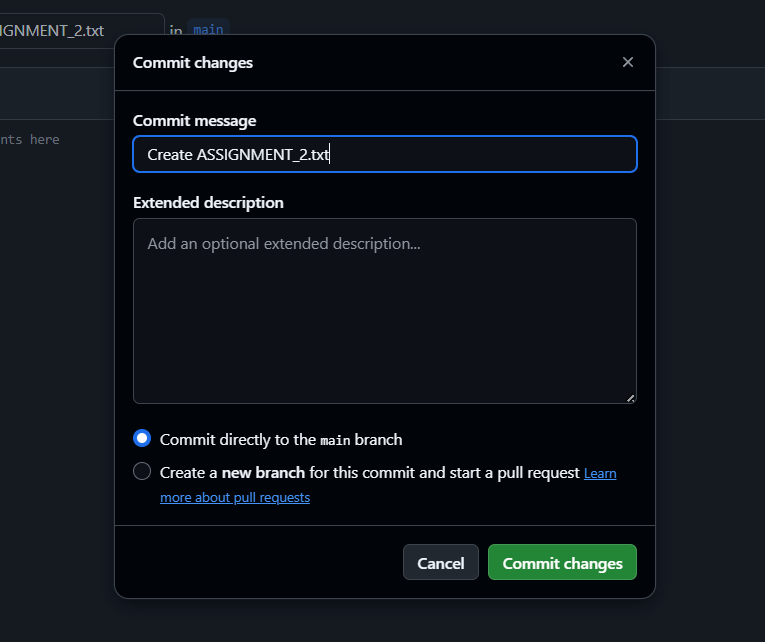 IGNMENT_2.txt in main
Commit changes
nts here
Commit message
Create ASSIGNMENT_2.txt
Extended description
Add an optional extended description...
Commit directly to the main branch
Create a new branch for this commit and start a pull request Learn
more about pull requests
Cancel Commit changes